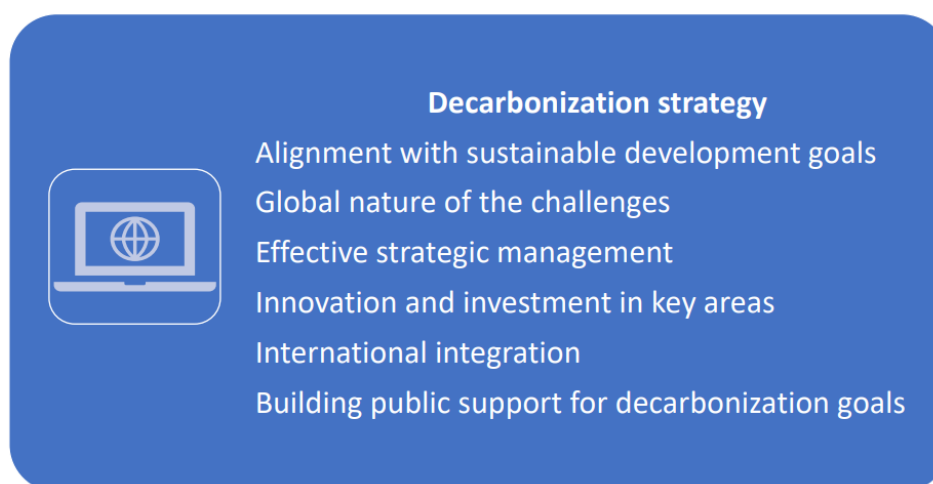 Decarbonization strategy
Alignment with sustainable development goals
Global nature of the challenges
Effective strategic management
Innovation and investment in key areas
International integration
Building public support for decarbonization goals